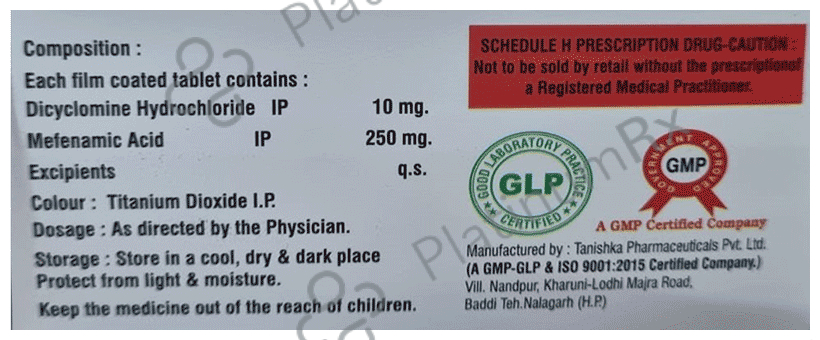 Composition :
Each film coated tablet contains :
Dicyclomine Hydrochloride IP 10 mg.
Mefenamic Acid IP 250 mg.
Excipients q.s.
Colour : Titanium Dioxide I.P.
Dosage : As directed by the Physician.
Storage : Store in a cool, dry & dark place
Protect from light & moisture.
Keep the medicine out of the reach of children.
SCHEDULE H PRESCRIPTION DRUG-CAUTION :
Not to be sold by retail without the prescriptionof
a Registered Medical Practitioner.
GOOD LABORATORY PRACTICE
GLP
CERTIFIED
GOVERNMENT APPROVED
GMP
A GMP Certified Company
Manufactured by : Tanishka Pharmaceuticals Pvt. Ltd.
(A GMP-GLP & ISO 9001:2015 Certified Company.)
Vill. Nandpur, Kharuni-Lodhi Majra Road,
Baddi Teh.Nalagarh (H.P.)
PlatinumRx